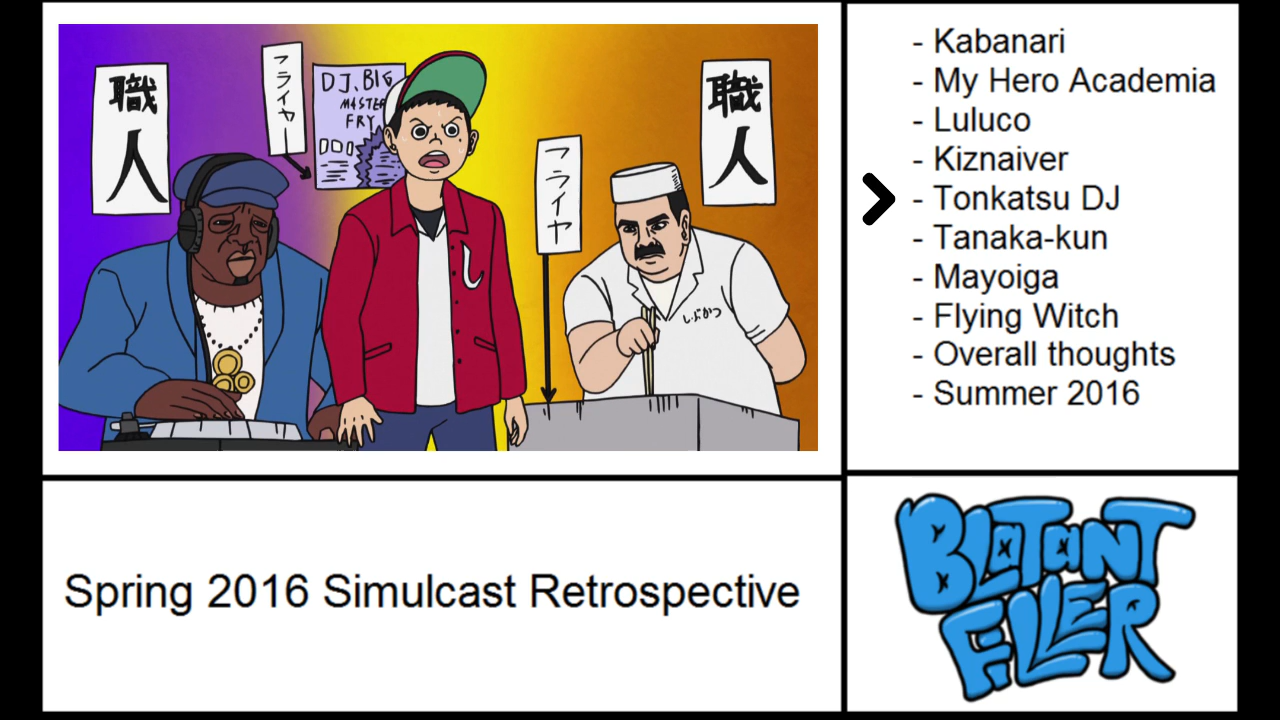 職人
フライヤー
DJ. BIG
MASTER
FRY
フライヤ
職人
しぶかつ
- Kabanari
- My Hero Academia
- Luluco
- Kiznaiver
- Tonkatsu DJ
- Tanaka-kun
- Mayoiga
- Flying Witch
- Overall thoughts
- Summer 2016
Spring 2016 Simulcast Retrospective
BLATANT
FILLER